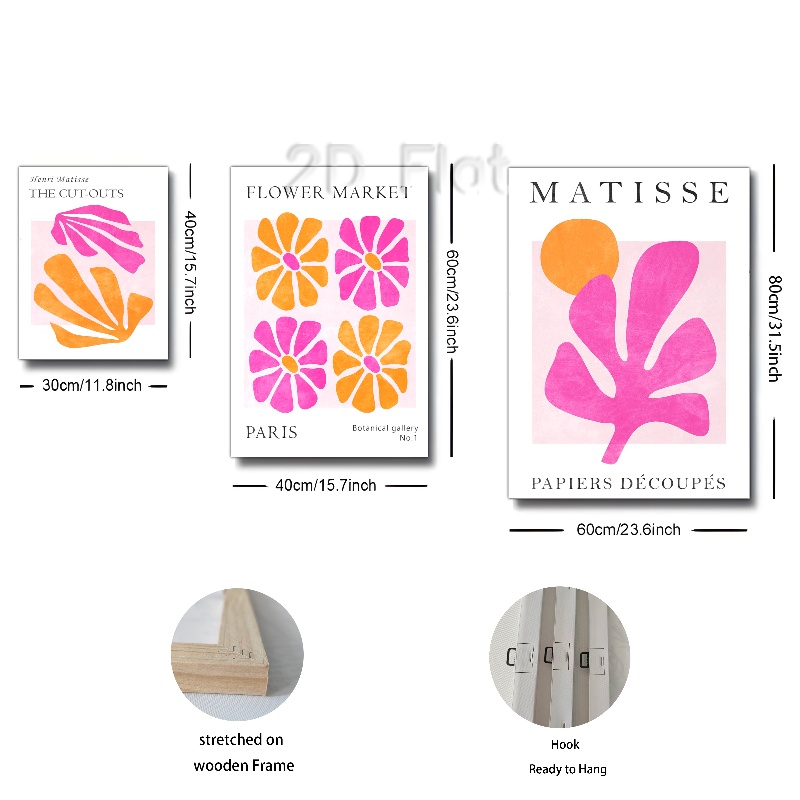 2D Flat
Henri Matisse
THE CUT-OUTS
40cm/15.7inch
30cm/11.8inch
FLOWER MARKET
PARIS
Botanical gallery
No.1
60cm/23.6inch
40cm/15.7inch
MATISSE
PAPIERS DÉCOUPÉS
80cm/31.5inch
60cm/23.6inch
stretched on
wooden Frame
Hook
Ready to Hang